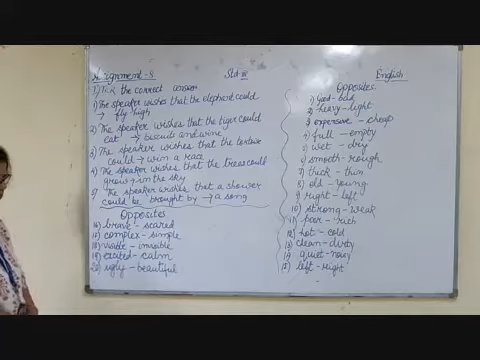 Assignment-8 Std-III English
I) Tick the correct answer
1) The speaker wishes that the elephant could
→ fly high
2) The speaker wishes that the tiger could
eat → biscuits and wine
3) The speaker wishes that the tortoise
could → win a race
4) The speaker wishes that the trees could
grow → in the sky
5) The speaker wishes that a shower
could be brought by → a song
Opposites
16) brave - scared
17) complex - simple
18) visible - invisible
19) excited - calm
20) ugly - beautiful
Opposites
1) Good - bad
2) heavy - light
3 expensive - cheap
4) full - empty
5) wet - dry
6) smooth - rough
7) thick - thin
8) old - young
9) right - left
10) strong - weak
11) poor - rich
12) hot - cold
13) clean - dirty
14) quiet - noisy
15) left - right